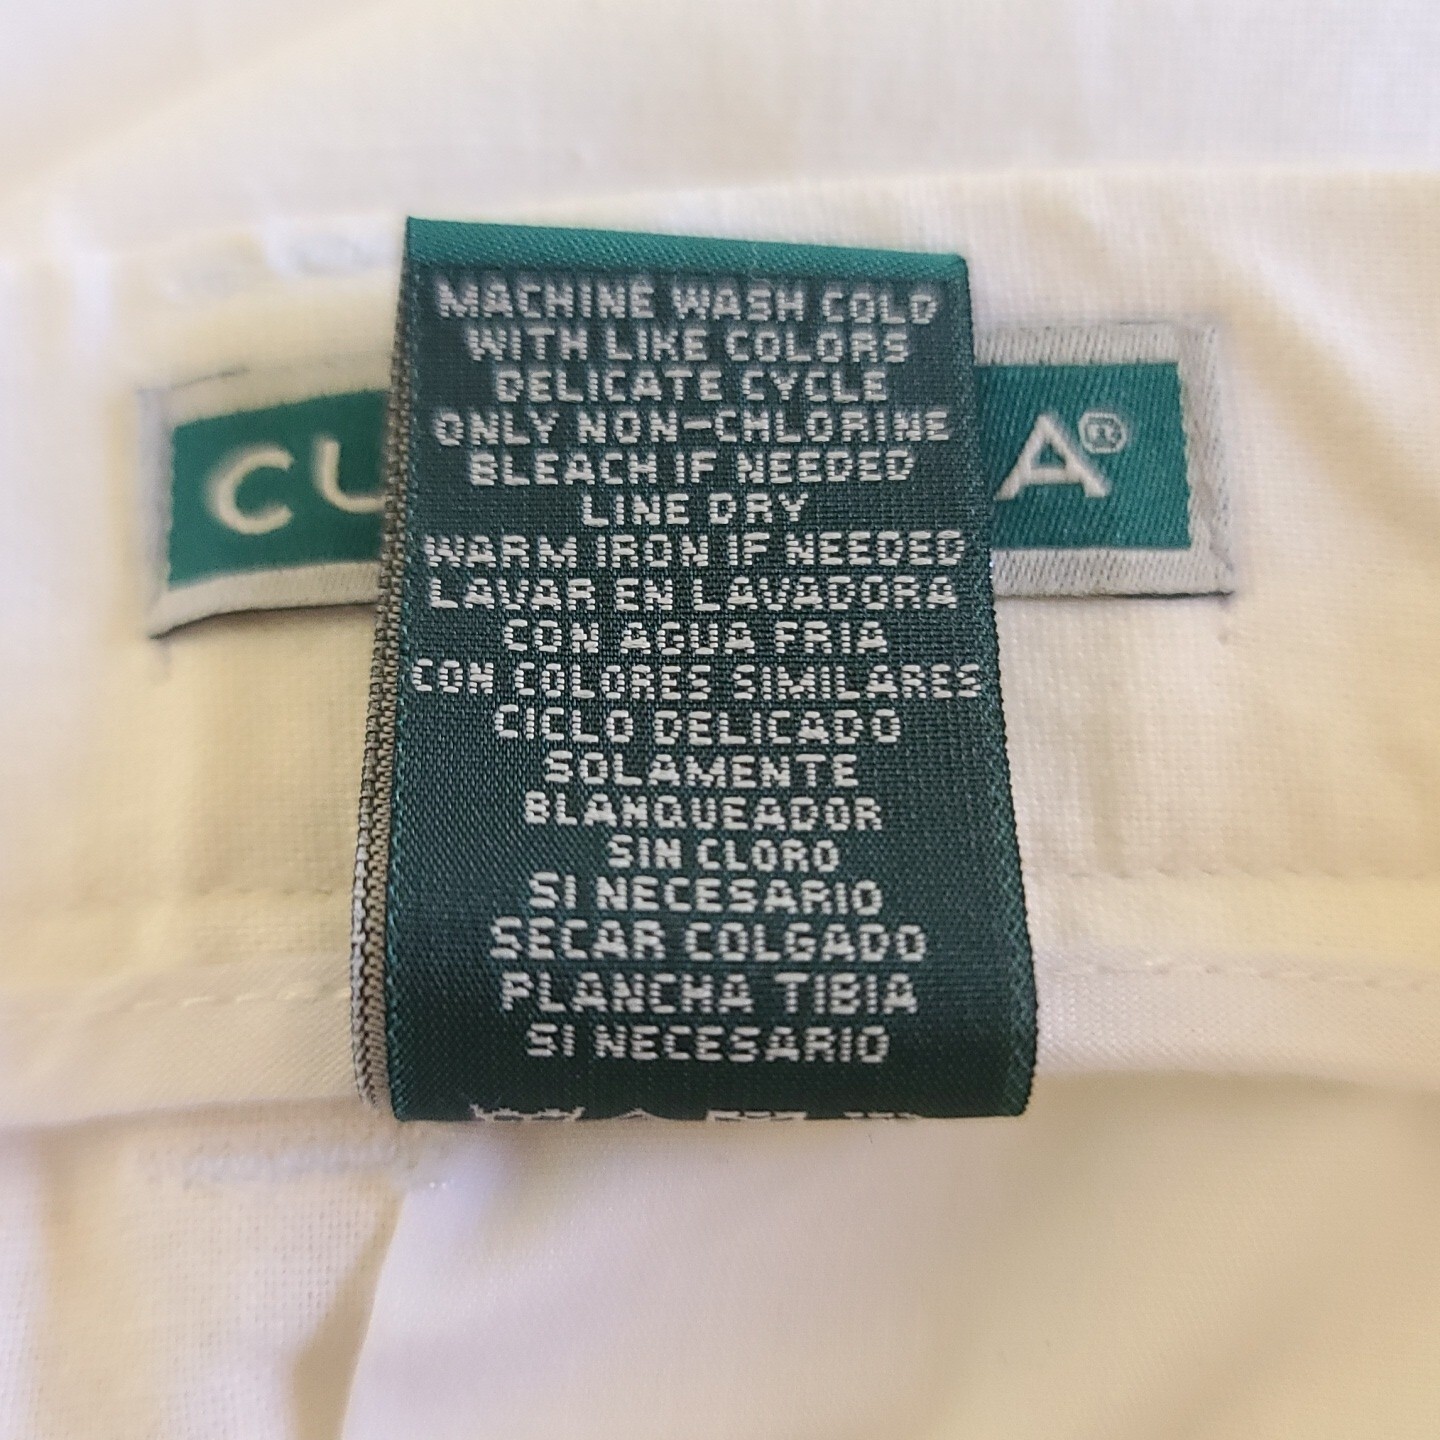 MACHINE WASH COLD
WITH LIKE COLORS
DELICATE CYCLE
ONLY NON-CHLORINE
BLEACH IF NEEDED
LINE DRY
WARM IRON IF NEEDED
LAVAR EN LAVADORA
CON AGUA FRIA
CON COLORES SIMILARES
CICLO DELICADO
SOLAMENTE
BLANQUEADOR
SIN CLORO
SI NECESARIO
SECAR COLGADO
PLANCHA TIBIA
SI NECESARIO
CU
A®